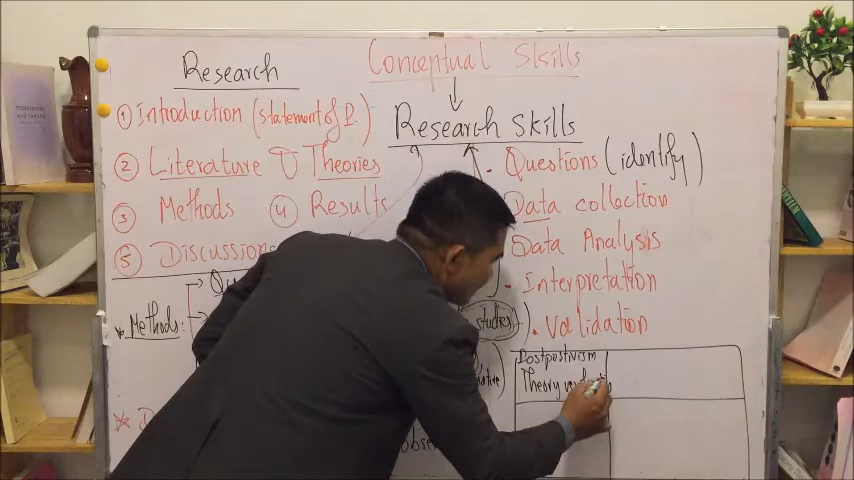 Research
Conceptual Skills
① Introduction (statement of P.)
② Literature & Theories
③ Methods ④ Results
⑤ Discussions
Research Skills
. Questions (identify)
Data collection
Data Analysis
. Interpretation
. Validation
* Methods:
studies
Postpostivism
Theory